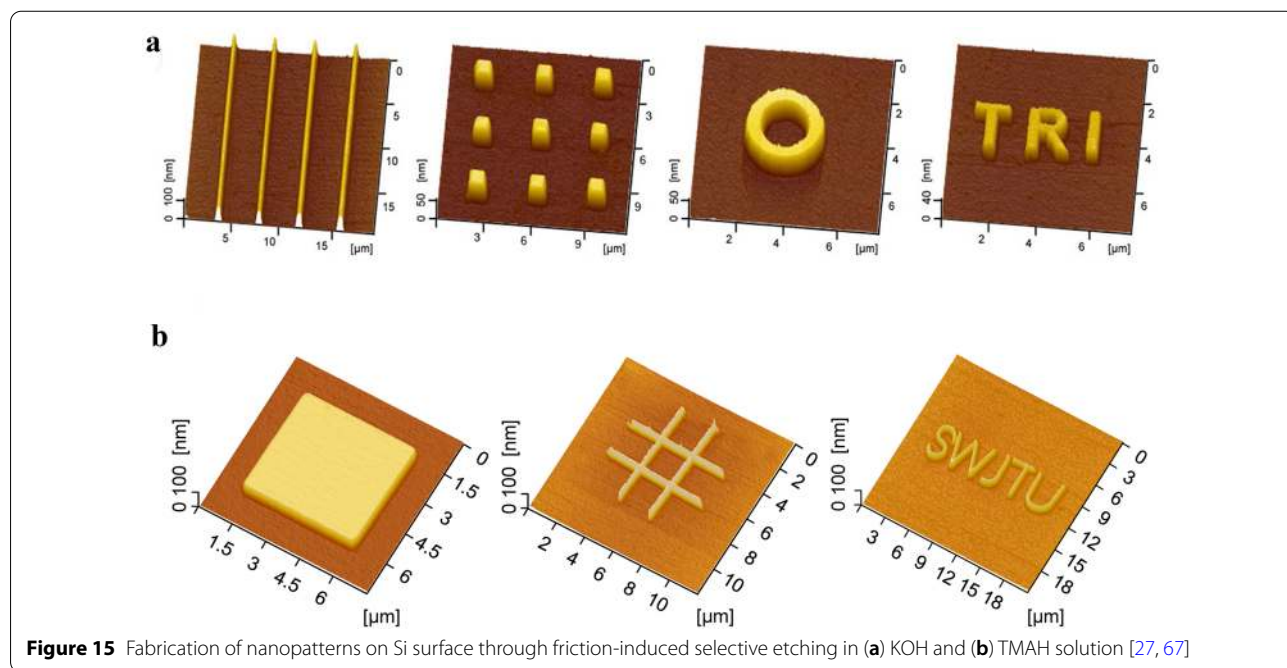 a
0 100 [nm]
5 10 15 [µm]
0 5 10 15
0 50 [nm]
3 6 9 [µm]
0 3 6 9
0 50 [nm]
2 4 6 [µm]
0 2 4 6
TRI
0 40 [nm]
2 4 6 [µm]
0 2 4 6
b
0 100 [nm]
1.5 3 4.5 6 [µm]
0 1.5 3 4.5 6
#
0 100 [nm]
2 4 6 8 10 [µm]
0 2 4 6 8 10
SWJTU
0 100 [nm]
3 6 9 12 15 18 [µm]
0 3 6 9 12 15 18
Figure 15 Fabrication of nanopatterns on Si surface through friction-induced selective etching in (a) KOH and (b) TMAH solution [27, 67]